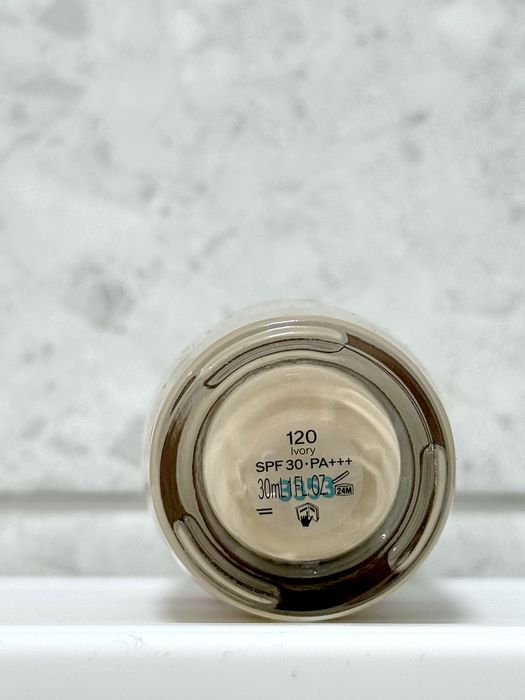 120
Ivory
SPF 30·PA+++
30mL 1 FL.OZ. 24M